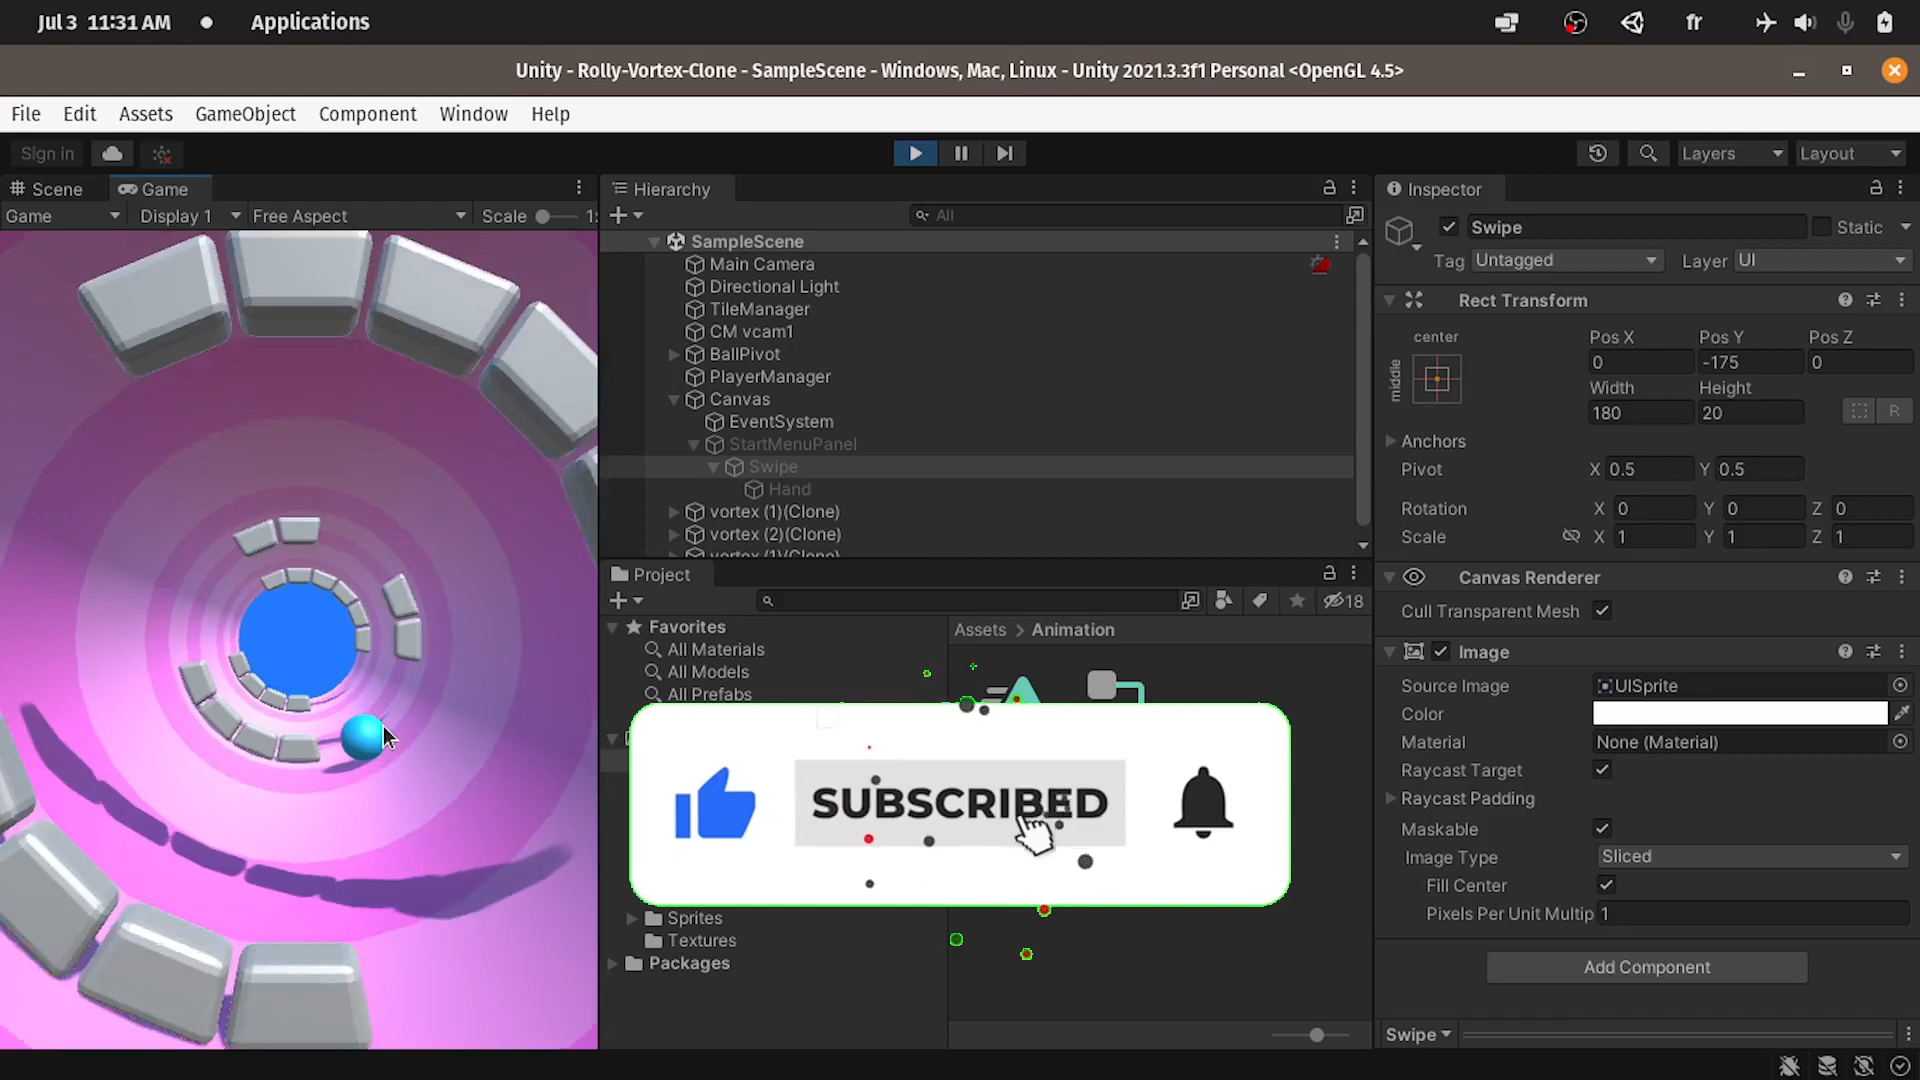 Jul 3 11:31 AM
Applications
fr
Unity - Rolly-Vortex-Clone - SampleScene - Windows, Mac, Linux - Unity 2021.3.3f1 Personal <OpenGL 4.5>
File Edit Assets GameObject Component Window Help
Sign in
Layers
Layout
Scene
Game
Game
Display 1
Free Aspect
Scale
1:
Hierarchy
All
SampleScene
Main Camera
Directional Light
TileManager
CM vcam1
BallPivot
PlayerManager
Canvas
EventSystem
StartMenuPanel
Swipe
Hand
vortex (1)(Clone)
vortex (2)(Clone)
vortex (1)(Clone)
Project
18
Favorites
All Materials
All Models
All Prefabs
Assets > Animation
SUBSCRIBED
Sprites
Textures
Packages
Inspector
Swipe
Static
Tag Untagged
Layer UI
Rect Transform
center
middle
Pos X Pos Y Pos Z
0 -175 0
Width Height
180 20
R
Anchors
Pivot X 0.5 Y 0.5
Rotation X 0 Y 0 Z 0
Scale X 1 Y 1 Z 1
Canvas Renderer
Cull Transparent Mesh
Image
Source Image UISprite
Color
Material None (Material)
Raycast Target
Raycast Padding
Maskable
Image Type Sliced
Fill Center
Pixels Per Unit Multip 1
Add Component
Swipe